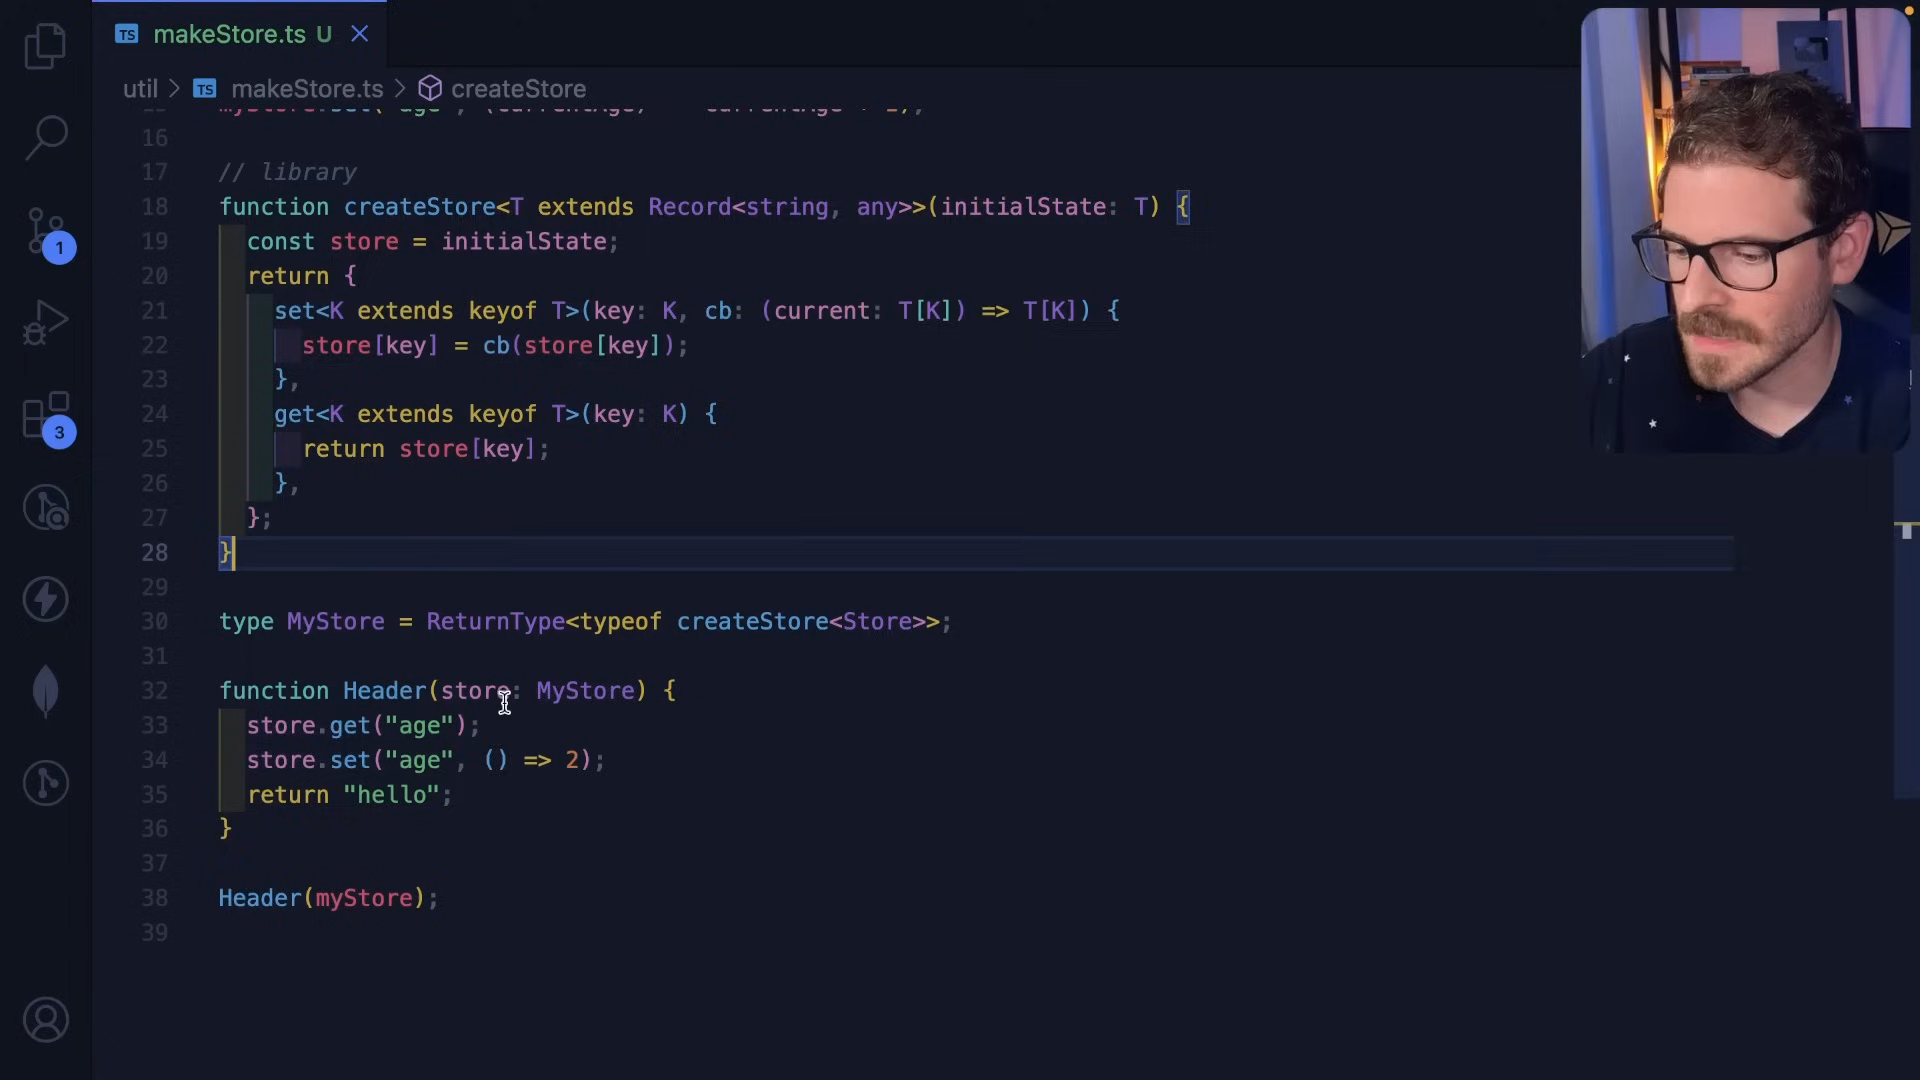 TS makeStore.ts U
util > TS makeStore.ts > createStore
16
17 // library
18 function createStore<T extends Record<string, any>>(initialState: T) {
19 const store = initialState;
20 return {
21 set<K extends keyof T>(key: K, cb: (current: T[K]) => T[K]) {
22 store[key] = cb(store[key]);
23 },
24 get<K extends keyof T>(key: K) {
25 return store[key];
26 },
27 };
28 }
29
30 type MyStore = ReturnType<typeof createStore<Store>>;
31
32 function Header(store: MyStore) {
33 store.get("age");
34 store.set("age", () => 2);
35 return "hello";
36 }
37
38 Header(myStore);
39
1
3